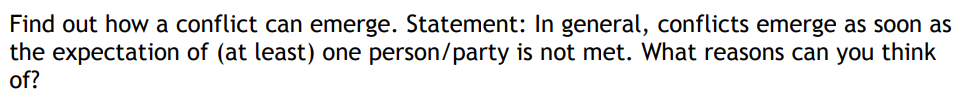 Find out how a conflict can emerge. Statement: In general, conflicts emerge as soon as
the expectation of (at least) one person/party is not met. What reasons can you think
of?